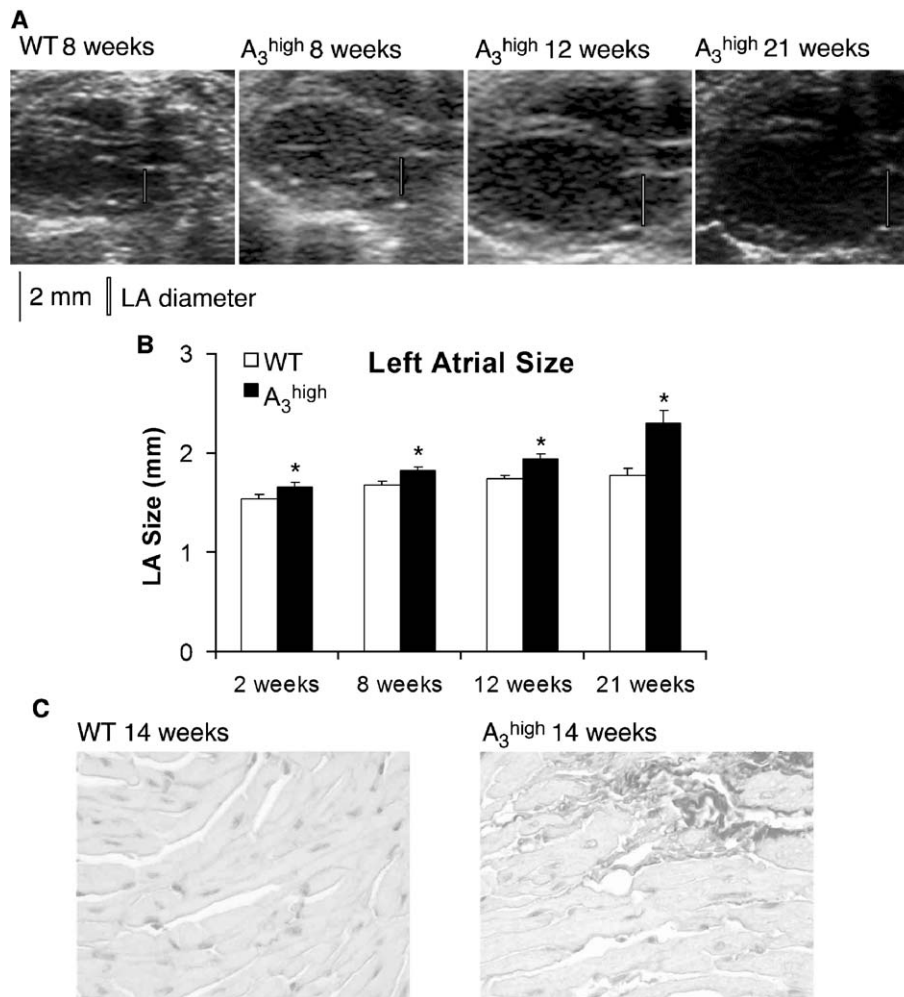 A
WT 8 weeks
A₃ʰⁱᵍʰ 8 weeks
A₃ʰⁱᵍʰ 12 weeks
A₃ʰⁱᵍʰ 21 weeks
2 mm
LA diameter
B
Left Atrial Size
WT
A₃ʰⁱᵍʰ
LA Size (mm)
3
2
1
0
*
*
*
*
2 weeks
8 weeks
12 weeks
21 weeks
C
WT 14 weeks
A₃ʰⁱᵍʰ 14 weeks